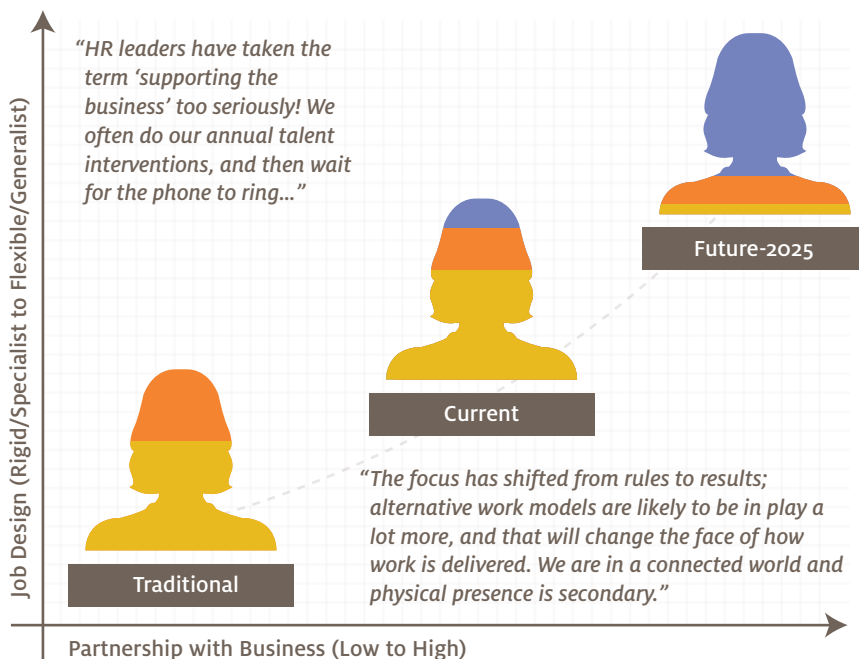 “HR leaders have taken the
term ‘supporting the
business’ too seriously! We
often do our annual talent
interventions, and then wait
for the phone to ring...”
Future-2025
Current
“The focus has shifted from rules to results;
alternative work models are likely to be in play a
lot more, and that will change the face of how
work is delivered. We are in a connected world and
physical presence is secondary.”
Traditional
Job Design (Rigid/Specialist to Flexible/Generalist)
Partnership with Business (Low to High)